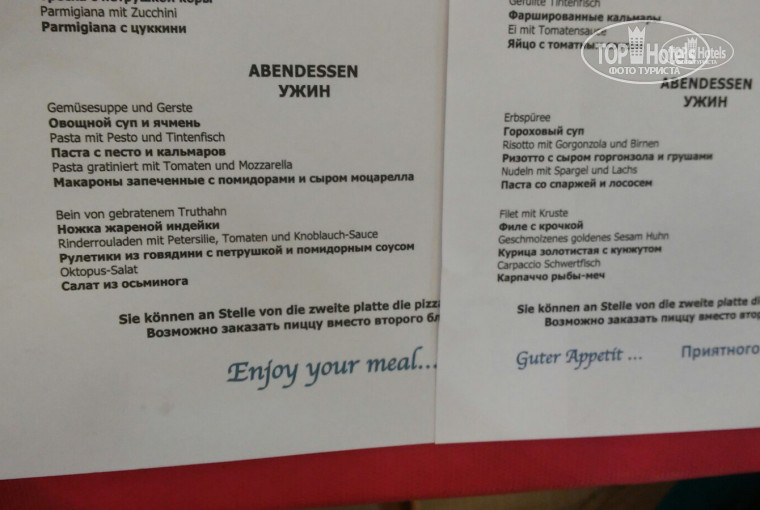 Parmigiana mit Zucchini
Parmigiana с цуккини
ABENDESSEN
УЖИН
Gemüsesuppe und Gerste
Овощной суп и ячмень
Pasta mit Pesto und Tintenfisch
Паста с песто и кальмаров
Pasta gratiniert mit Tomaten und Mozzarella
Макароны запеченные с помидорами и сыром моцарелла
Bein von gebratenem Truthahn
Ножка жареной индейки
Rinderrouladen mit Petersilie, Tomaten und Knoblauch-Sauce
Рулетики из говядини с петрушкой и помидорным соусом
Oktopus-Salat
Салат из осьминога
Sie können an Stelle von die zweite platte die pizz
Возможно заказать пиццу вместо второго бл
Enjoy your meal...
Gefüllte Tintenfisch
Фаршированные кальмары
Ei mit Tomatensauce
Яйцо с
TOP Hotels
ФОТО ТУРИСТА
ABENDESSEN
УЖИН
Erbspüree
Гороховый суп
Risotto mit Gorgonzola und Birnen
Ризотто с сыром горгонзола и грушами
Nudeln mit Spargel und Lachs
Паста со спаржей и лососем
Filet mit Kruste
Филе с крочкой
Geschmolzenes goldenes Sesam Huhn
Курица золотистая с кунжутом
Carpaccio Schwertfisch
Карпаччо рыбы-меч
Sie können an Stelle von die zweite platte di
Возможно заказать пиццу вместо втор
Guter Appetit ... Приятного